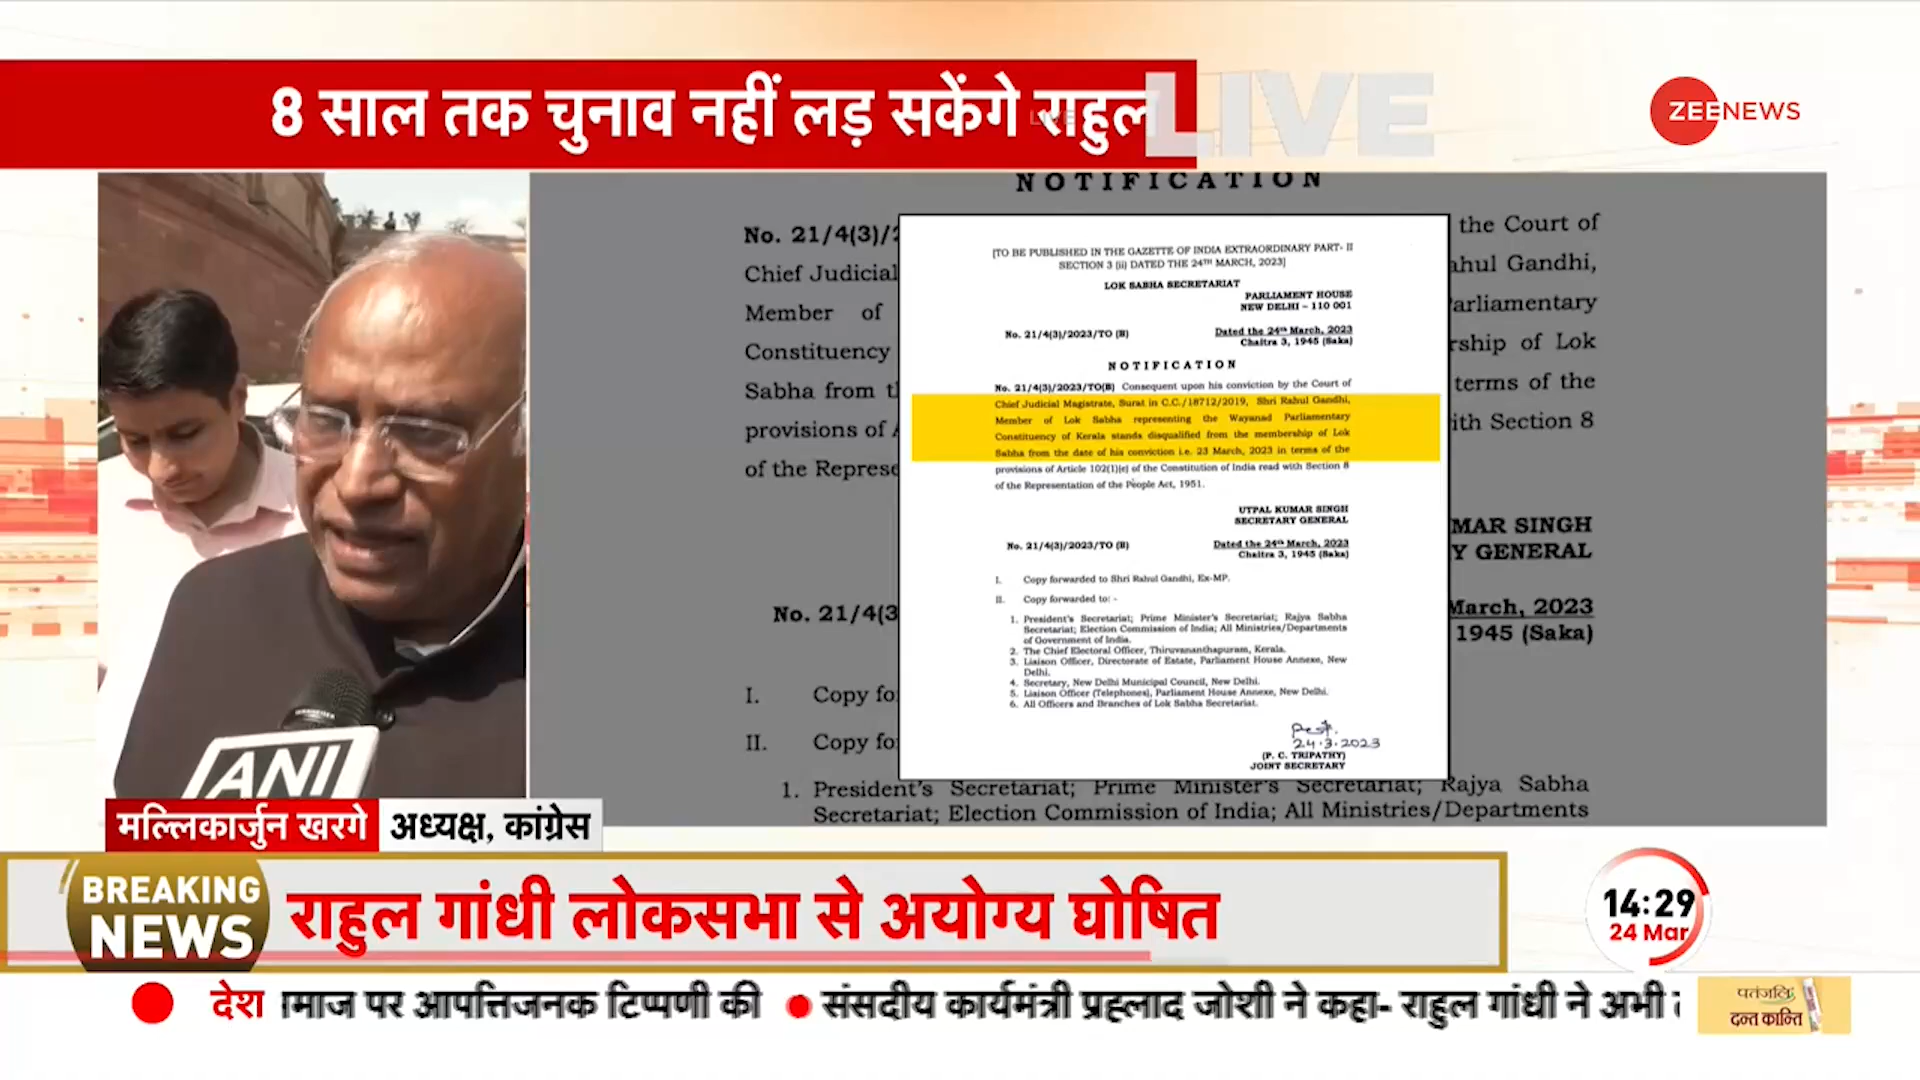 8 साल तक चुनाव नहीं लड़ सकेंगे राहुल
LIVE
LIVE
ZEE NEWS
NOTIFICATION
No. 21/4(3)/2
the Court of
Chief Judicial
ahul Gandhi,
Member of
Parliamentary
Constituency
rship of Lok
Sabha from t
terms of the
provisions of A
ith Section 8
of the Represe
MAR SINGH
Y GENERAL
No. 21/4(3
March, 2023
1945 (Saka)
I. Copy fo
II. Copy fo
1. President's Secretariat; Prime Minister's Secretariat; Rajya Sabha
Secretariat; Election Commission of India; All Ministries/Departments
[TO BE PUBLISHED IN THE GAZETTE OF INDIA EXTRAORDINARY PART- II
SECTION 3 (ii) DATED THE 24TH MARCH, 2023]
LOK SABHA SECRETARIAT
PARLIAMENT HOUSE
NEW DELHI – 110 001
No. 21/4(3)/2023/TO (B)
Dated the 24th March, 2023
Chaitra 3, 1945 (Saka)
NOTIFICATION
No. 21/4(3)/2023/TO(B) Consequent upon his conviction by the Court of
Chief Judicial Magistrate, Surat in C.C./18712/2019, Shri Rahul Gandhi,
Member of Lok Sabha representing the Wayanad Parliamentary
Constituency of Kerala stands disqualified from the membership of Lok
Sabha from the date of his conviction i.e. 23 March, 2023 in terms of the
provisions of Article 102(1)(e) of the Constitution of India read with Section 8
of the Representation of the People Act, 1951.
UTPAL KUMAR SINGH
SECRETARY GENERAL
No. 21/4(3)/2023/TO (B)
Dated the 24th March, 2023
Chaitra 3, 1945 (Saka)
I. Copy forwarded to Shri Rahul Gandhi, Ex-MP.
II. Copy forwarded to: -
1. President's Secretariat; Prime Minister's Secretariat; Rajya Sabha
Secretariat; Election Commission of India; All Ministries/Departments
of Government of India.
2. The Chief Electoral Officer, Thiruvananthapuram, Kerala.
3. Liaison Officer, Directorate of Estate, Parliament House Annexe, New
Delhi.
4. Secretary, New Delhi Municipal Council, New Delhi.
5. Liaison Officer (Telephones), Parliament House Annexe, New Delhi.
6. All Officers and Branches of Lok Sabha Secretariat.
24.3.2023
(P. C. TRIPATHY)
JOINT SECRETARY
ANI
मल्लिकार्जुन खरगे अध्यक्ष, कांग्रेस
BREAKING
NEWS
राहुल गांधी लोकसभा से अयोग्य घोषित
14:29
24 Mar
देश माज पर आपत्तिजनक टिप्पणी की • संसदीय कार्यमंत्री प्रह्लाद जोशी ने कहा- राहुल गांधी ने अभी
पतंजलि
दन्त कान्ति